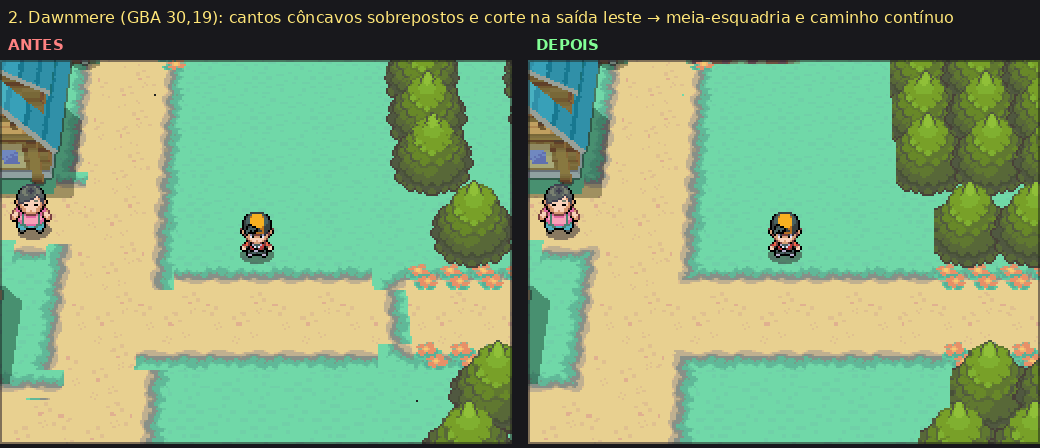 2. Dawnmere (GBA 30,19): cantos côncavos sobrepostos e corte na saída leste → meia-esquadria e caminho contínuo
ANTES
DEPOIS